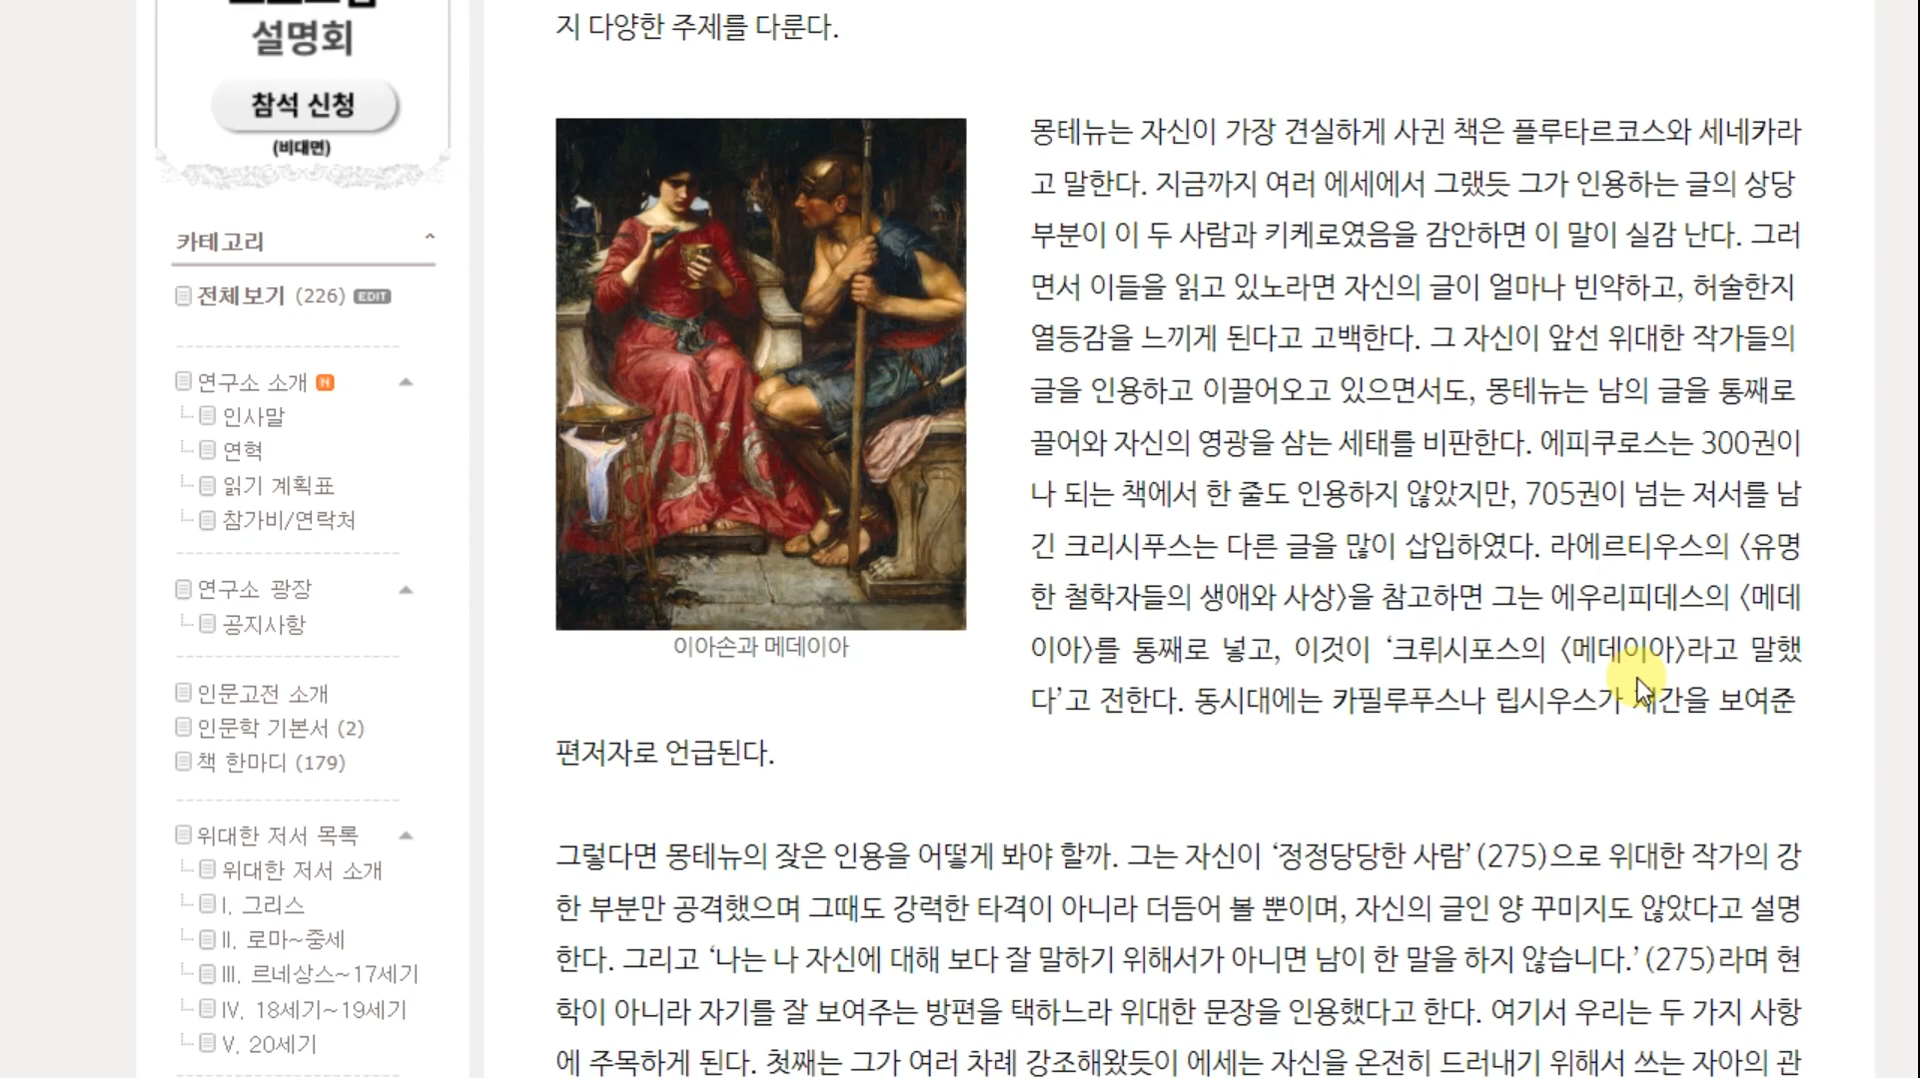 설명회
참석 신청
(비대면)
카테고리
전체보기 (226) EDIT
연구소 소개 N
인사말
연혁
읽기 계획표
참가비/연락처
연구소 광장
공지사항
인문고전 소개
인문학 기본서 (2)
책 한마디 (179)
위대한 저서 목록
위대한 저서 소개
I. 그리스
II. 로마~중세
III. 르네상스~17세기
IV. 18세기~19세기
V. 20세기
지 다양한 주제를 다룬다.
몽테뉴는 자신이 가장 견실하게 사귄 책은 플루타르코스와 세네카라
고 말한다. 지금까지 여러 에세에서 그랬듯 그가 인용하는 글의 상당
부분이 이 두 사람과 키케로였음을 감안하면 이 말이 실감 난다. 그러
면서 이들을 읽고 있노라면 자신의 글이 얼마나 빈약하고, 허술한지
열등감을 느끼게 된다고 고백한다. 그 자신이 앞선 위대한 작가들의
글을 인용하고 이끌어오고 있으면서도, 몽테뉴는 남의 글을 통째로
끌어와 자신의 영광을 삼는 세태를 비판한다. 에피쿠로스는 300권이
나 되는 책에서 한 줄도 인용하지 않았지만, 705권이 넘는 저서를 남
긴 크리시푸스는 다른 글을 많이 삽입하였다. 라에르티우스의 〈유명
한 철학자들의 생애와 사상〉을 참고하면 그는 에우리피데스의 〈메데
이아〉를 통째로 넣고, 이것이 ‘크뤼시포스의 〈메데이아〉라고 말했
다’고 전한다. 동시대에는 카필루푸스나 립시우스가 보여준
편저자로 언급된다.
이아손과 메데이아
그렇다면 몽테뉴의 잦은 인용을 어떻게 봐야 할까. 그는 자신이 ‘정정당당한 사람’(275)으로 위대한 작가의 강
한 부분만 공격했으며 그때도 강력한 타격이 아니라 더듬어 볼 뿐이며, 자신의 글인 양 꾸미지도 않았다고 설명
한다. 그리고 ‘나는 나 자신에 대해 보다 잘 말하기 위해서가 아니면 남이 한 말을 하지 않습니다.’(275)라며 현
학이 아니라 자기를 잘 보여주는 방편을 택하느라 위대한 문장을 인용했다고 한다. 여기서 우리는 두 가지 사항
에 주목하게 된다. 첫째는 그가 여러 차례 강조해왔듯이 에세는 자신을 온전히 드러내기 위해서 쓰는 자아의 관